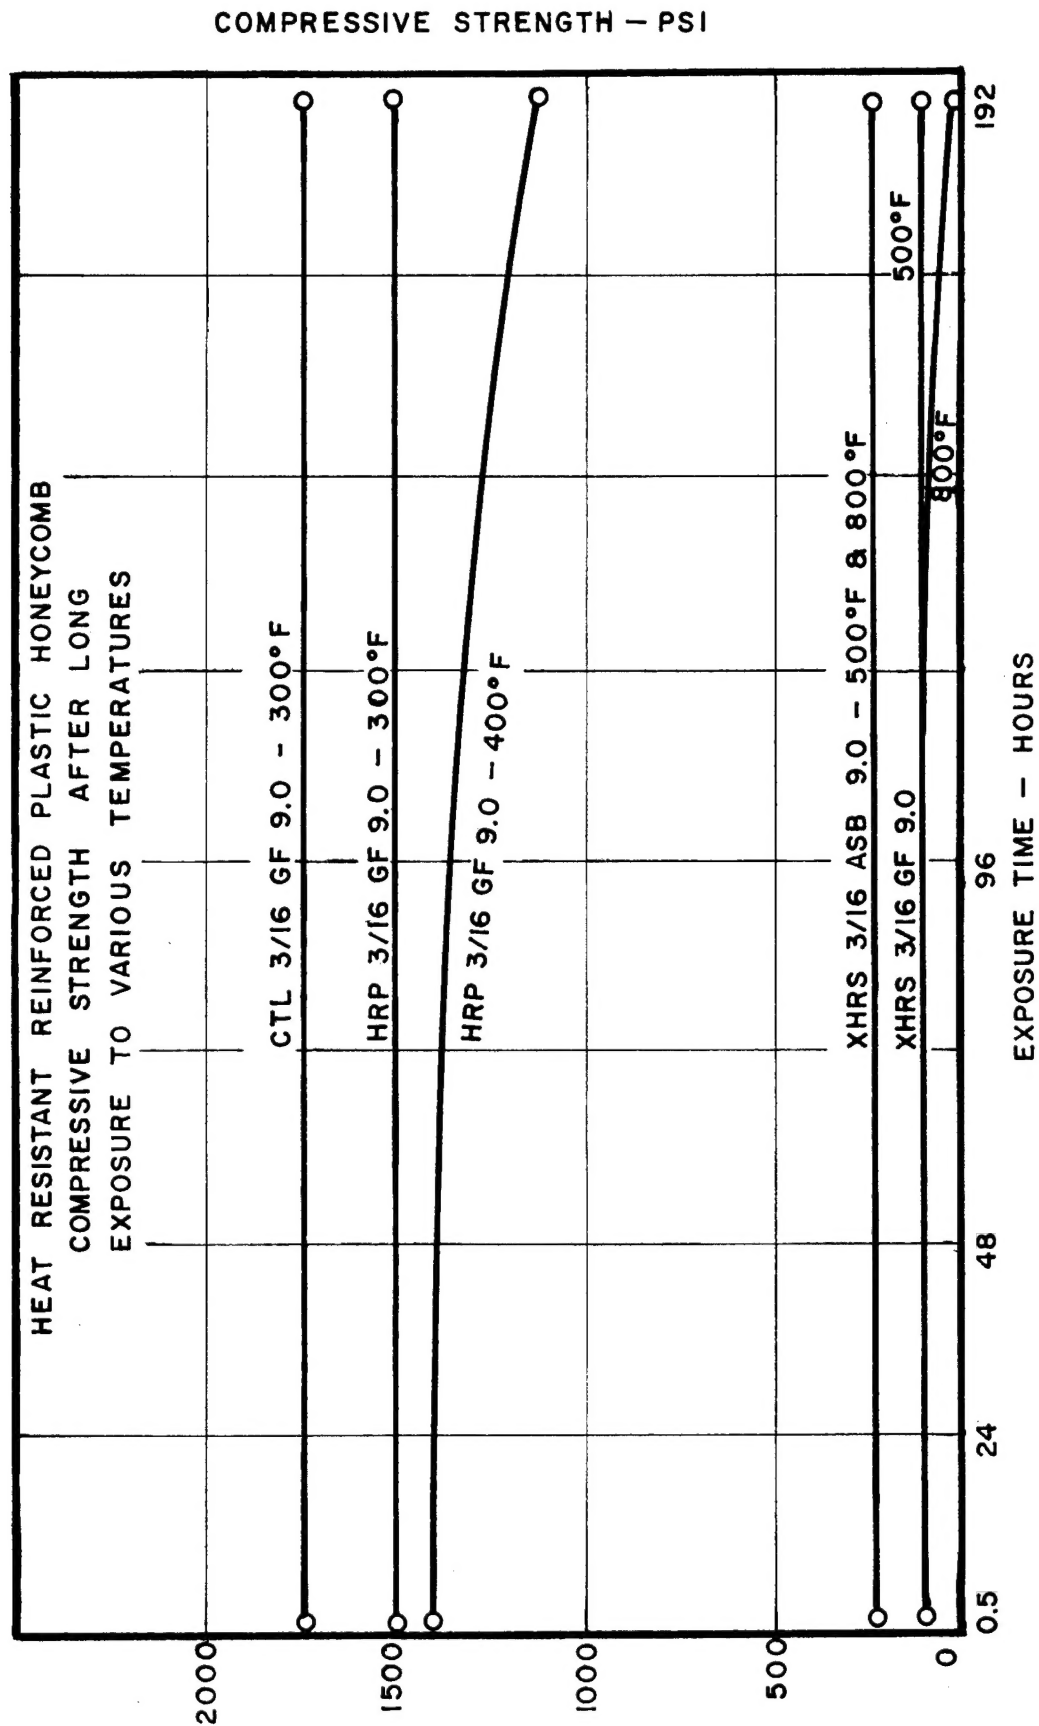 COMPRESSIVE STRENGTH — PSI
HEAT RESISTANT REINFORCED PLASTIC HONEYCOMB
COMPRESSIVE STRENGTH AFTER LONG
EXPOSURE TO VARIOUS TEMPERATURES
2000
1500
1000
500
0
CTL 3/16 GF 9.0 - 300°F
HRP 3/16 GF 9.0 - 300°F
HRP 3/16 GF 9.0 - 400°F
XHRS 3/16 ASB 9.0 - 500°F & 800°F
XHRS 3/16 GF 9.0
500°F
800°F
0.5
24
48
96
192
EXPOSURE TIME — HOURS